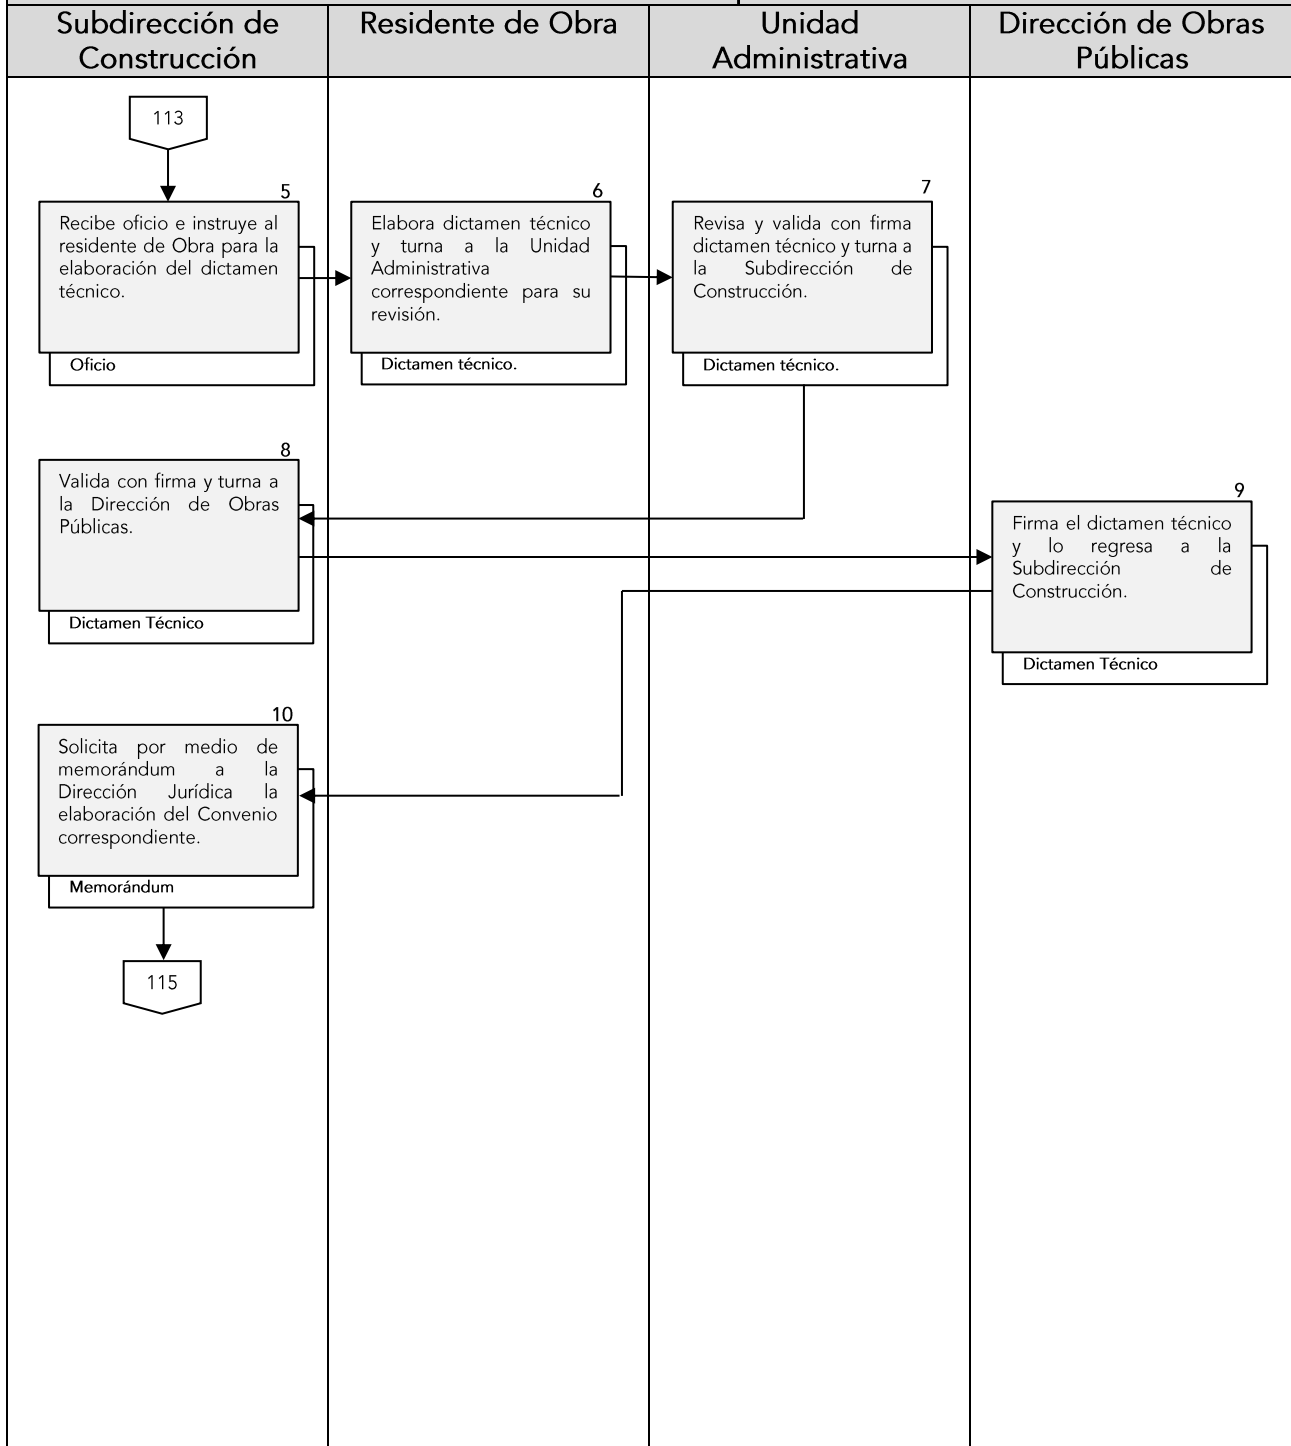 Subdirección de
Construcción
Residente de Obra
Unidad
Administrativa
Dirección de Obras
Públicas
113
5
Recibe oficio e instruye al
residente de Obra para la
elaboración del dictamen
técnico.
Oficio
6
Elabora dictamen técnico
y turna a la Unidad
Administrativa
correspondiente para su
revisión.
Dictamen técnico.
7
Revisa y valida con firma
dictamen técnico y turna a
la Subdirección de
Construcción.
Dictamen técnico.
8
Valida con firma y turna a
la Dirección de Obras
Públicas.
Dictamen Técnico
9
Firma el dictamen técnico
y lo regresa a la
Subdirección de
Construcción.
Dictamen Técnico
10
Solicita por medio de
memorándum a la
Dirección Jurídica la
elaboración del Convenio
correspondiente.
Memorándum
115